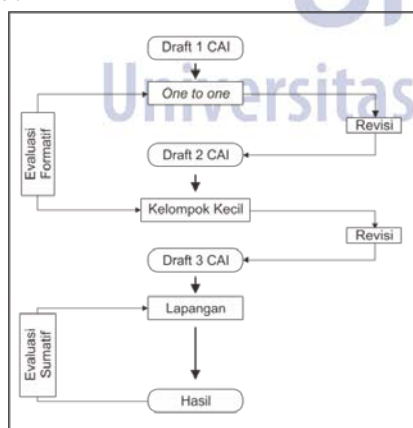 Universitas
Draft 1 CAI
One to one
Revisi
Evaluasi
Formatif
Draft 2 CAI
Kelompok Kecil
Revisi
Draft 3 CAI
Lapangan
Evaluasi
Sumatif
Hasil